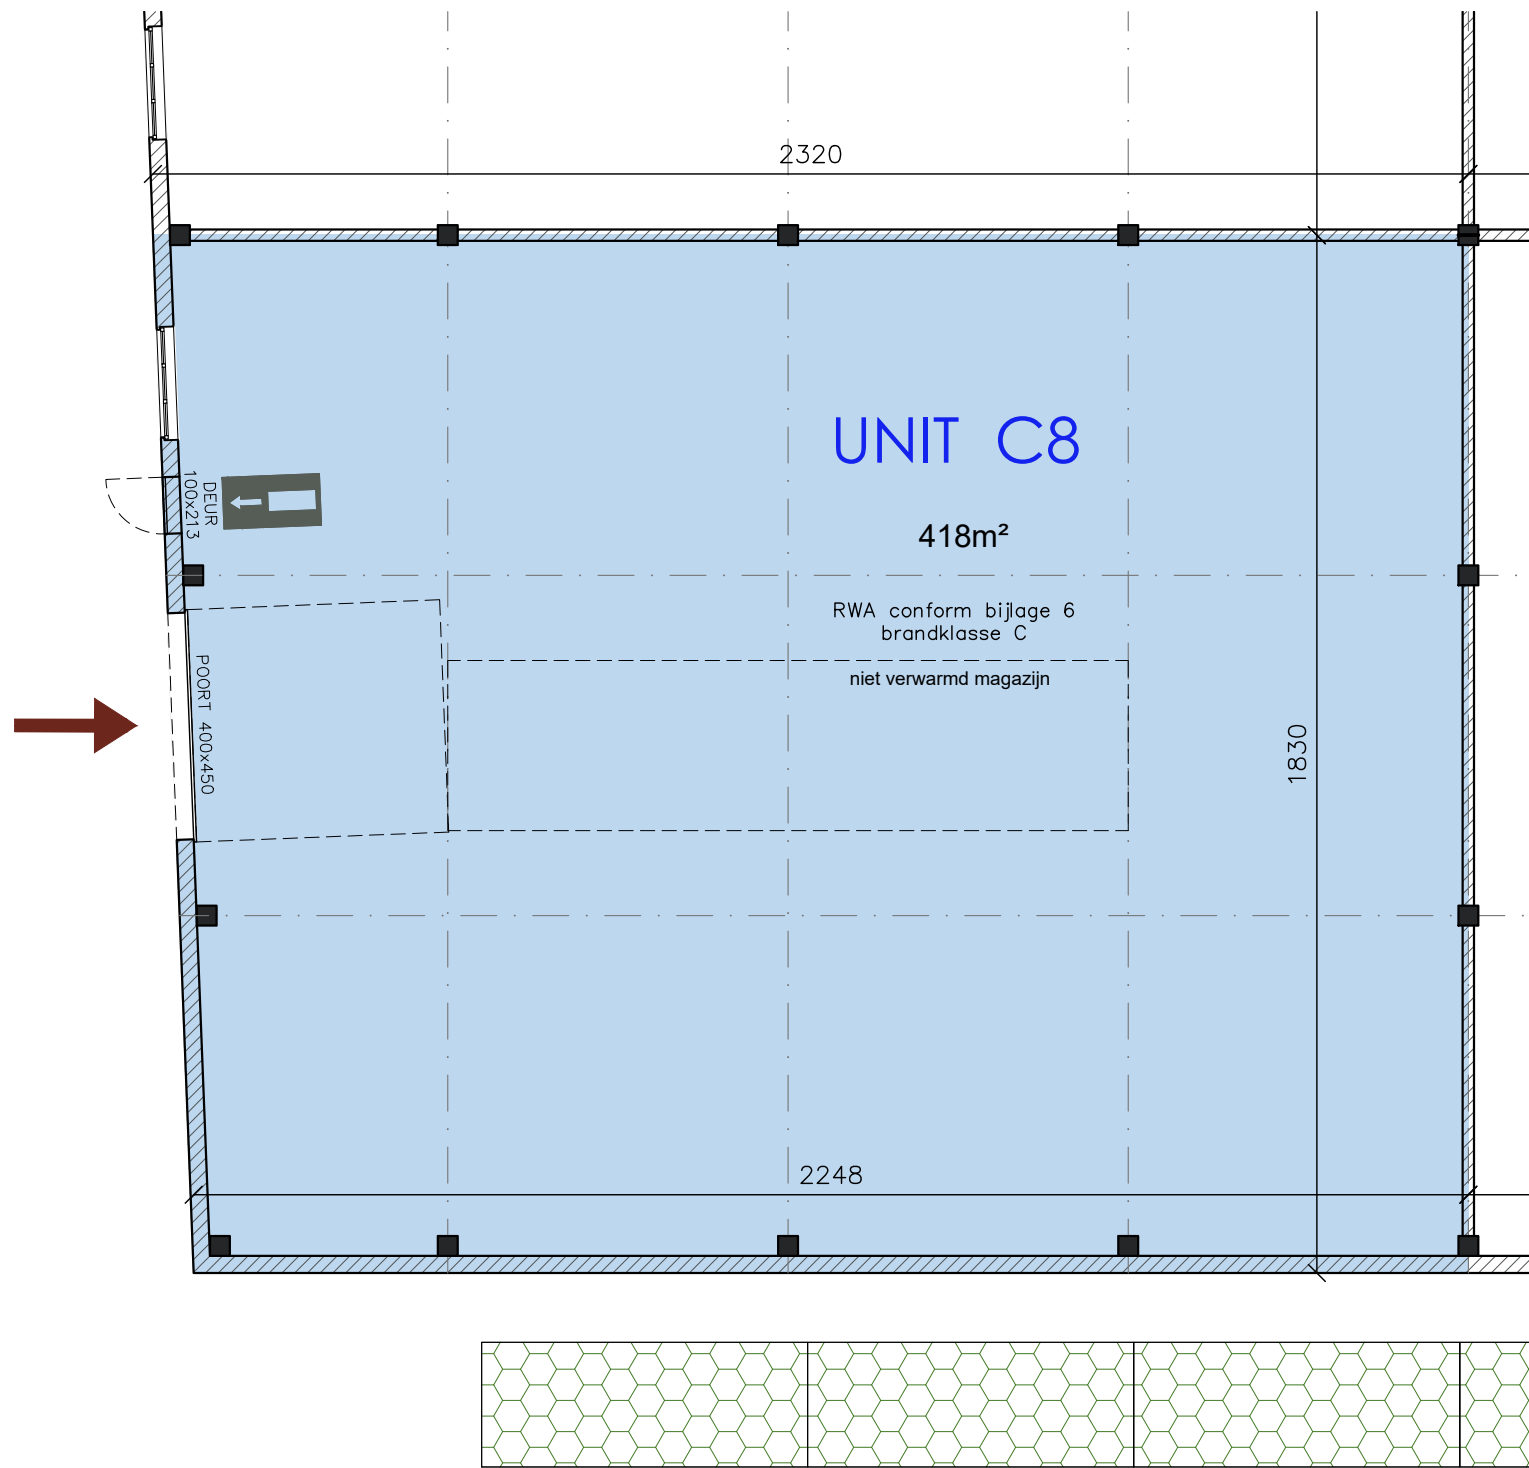 2320
UNIT C8
DEUR
100x213
418m²
RWA conform bijlage 6
brandklasse C
POORT 400x450
niet verwarmd magazijn
1830
2248